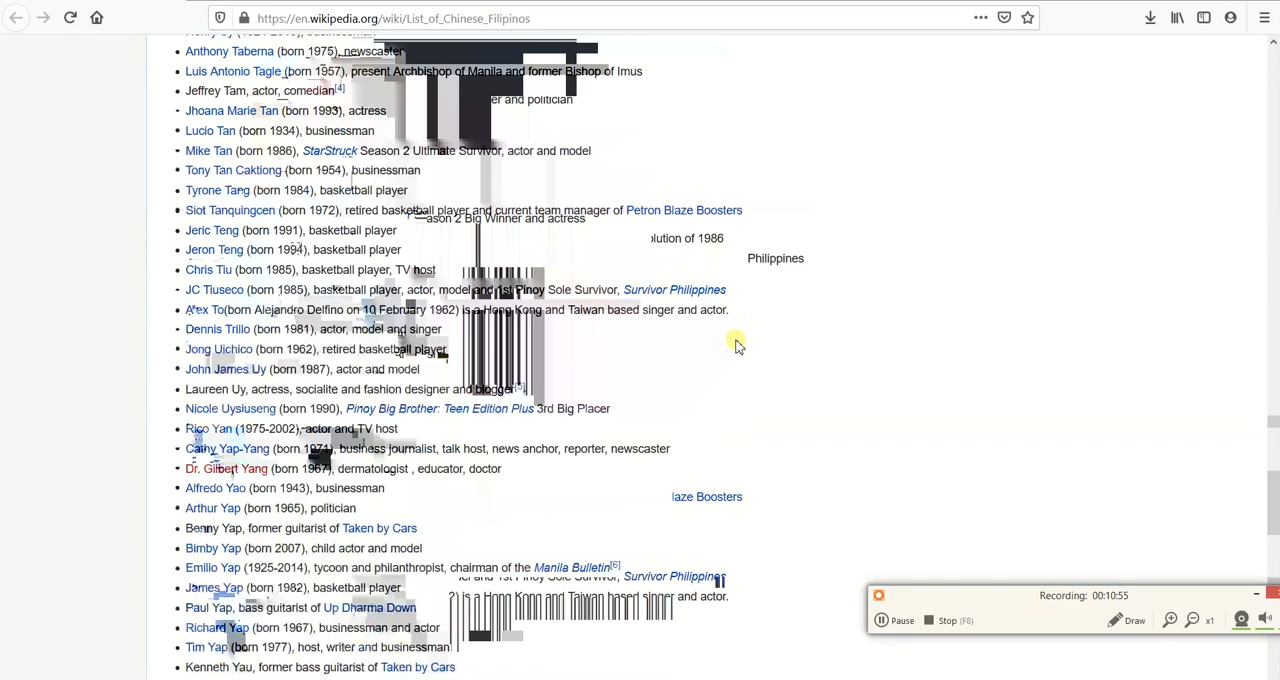 https://en.wikipedia.org/wiki/List_of_Chinese_Filipinos
Anthony Taberna (born 1975), newscaster
Luis Antonio Tagle (born 1957), present Archbishop of Manila and former Bishop of Imus
Jeffrey Tam, actor, comedian[4]
er and politician
Jhoana Marie Tan (born 1993), actress
Lucio Tan (born 1934), businessman
Mike Tan (born 1986), StarStruck Season 2 Ultimate Survivor, actor and model
Tony Tan Caktiong (born 1954), businessman
Tyrone Tang (born 1984), basketball player
Siot Tanquingcen (born 1972), retired basketball player and current team manager of Petron Blaze Boosters
ason 2 Big Winner and actress
Jeric Teng (born 1991), basketball player
olution of 1986
Jeron Teng (born 1994), basketball player
Philippines
Chris Tiu (born 1985), basketball player, TV host
JC Tiuseco (born 1985), basketball player, actor, model and 1st Pinoy Sole Survivor, Survivor Philippines
Alex To(born Alejandro Delfino on 10 February 1962) is a Hong Kong and Taiwan based singer and actor.
Dennis Trillo (born 1981), actor, model and singer
Jong Uichico (born 1962), retired basketball player
John James Uy (born 1987), actor and model
Laureen Uy, actress, socialite and fashion designer and blogger[5]
Nicole Uysiuseng (born 1990), Pinoy Big Brother: Teen Edition Plus 3rd Big Placer
Rico Yan (1975-2002), actor and TV host
Cathy Yap-Yang (born 1971), business journalist, talk host, news anchor, reporter, newscaster
Dr. Gilbert Yang (born 1967), dermatologist , educator, doctor
Alfredo Yao (born 1943), businessman
laze Boosters
Arthur Yap (born 1965), politician
Benny Yap, former guitarist of Taken by Cars
Bimby Yap (born 2007), child actor and model
Emilio Yap (1925-2014), tycoon and philanthropist, chairman of the Manila Bulletin[6]
el and 1st Pinoy Sole Survivor, Survivor Philippines
James Yap (born 1982), basketball player
2) is a Hong Kong and Taiwan based singer and actor.
Paul Yap, bass guitarist of Up Dharma Down
Richard Yap (born 1967), businessman and actor
Tim Yap (born 1977), host, writer and businessman
Kenneth Yau, former bass guitarist of Taken by Cars
Recording: 00:10:55
Pause Stop (F8) Draw x1